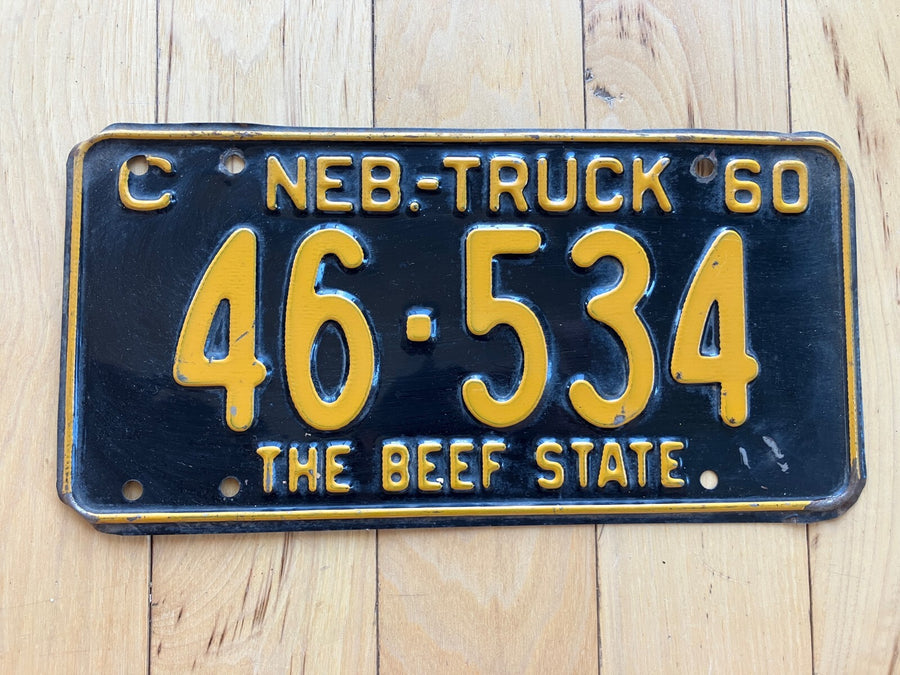 C NEB.-TRUCK 60
46·534
THE BEEF STATE